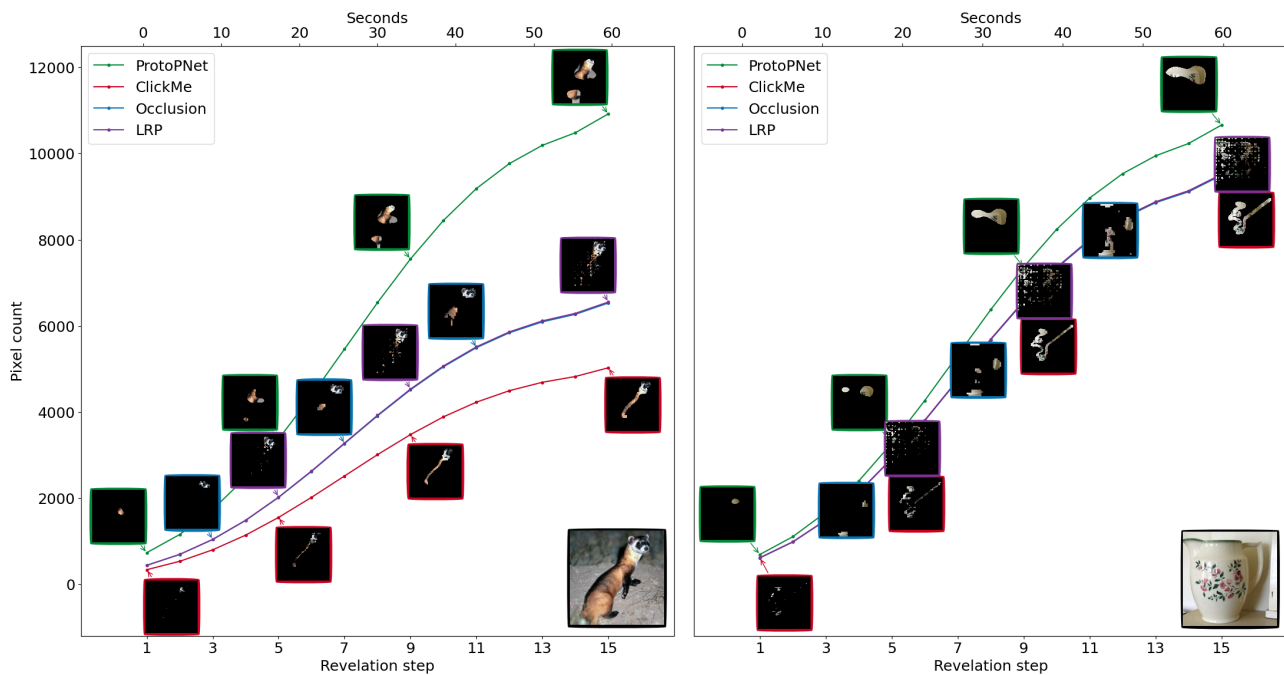 Seconds
0 10 20 30 40 50 60
ProtoPNet
ClickMe
Occlusion
LRP
12000
10000
8000
6000
4000
2000
0
Pixel count
1 3 5 7 9 11 13 15
Revelation step
Seconds
0 10 20 30 40 50 60
ProtoPNet
ClickMe
Occlusion
LRP
1 3 5 7 9 11 13 15
Revelation step